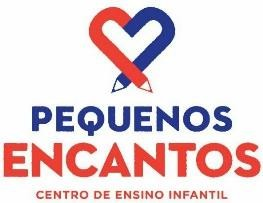 PEQUENOS
ENCANTOS
CENTRO DE ENSINO INFANTIL